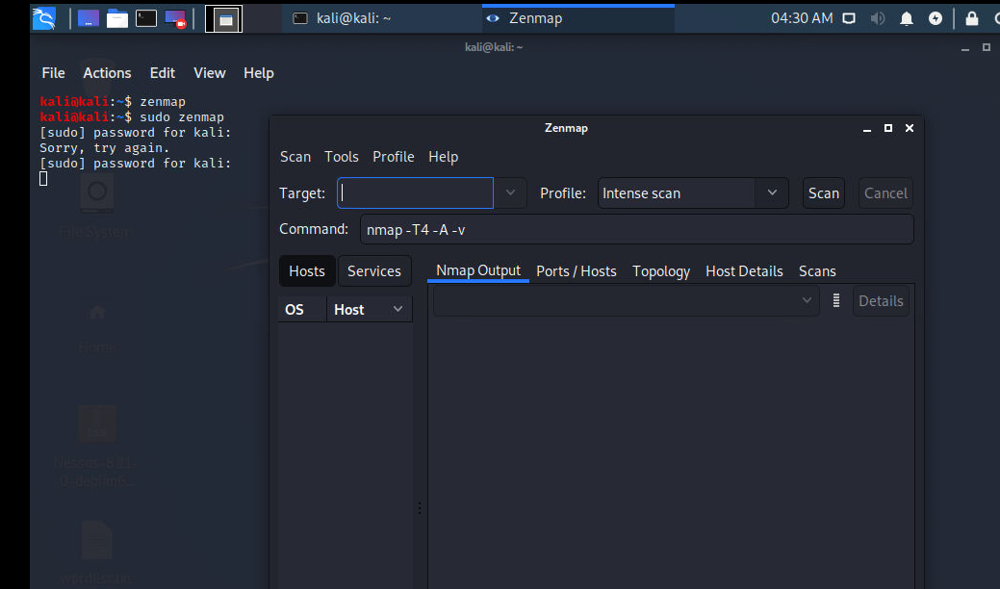 kali@kali: ~
Zenmap
04:30 AM
kali@kali: ~
File Actions Edit View Help
kali@kali:~$ zenmap
kali@kali:~$ sudo zenmap
[sudo] password for kali:
Sorry, try again.
[sudo] password for kali:
File System
Home
Zenmap
Scan Tools Profile Help
Target:
Profile: Intense scan
Scan
Cancel
Command: nmap -T4 -A -v
Hosts
Services
Nmap Output Ports / Hosts Topology Host Details Scans
OS Host
Details